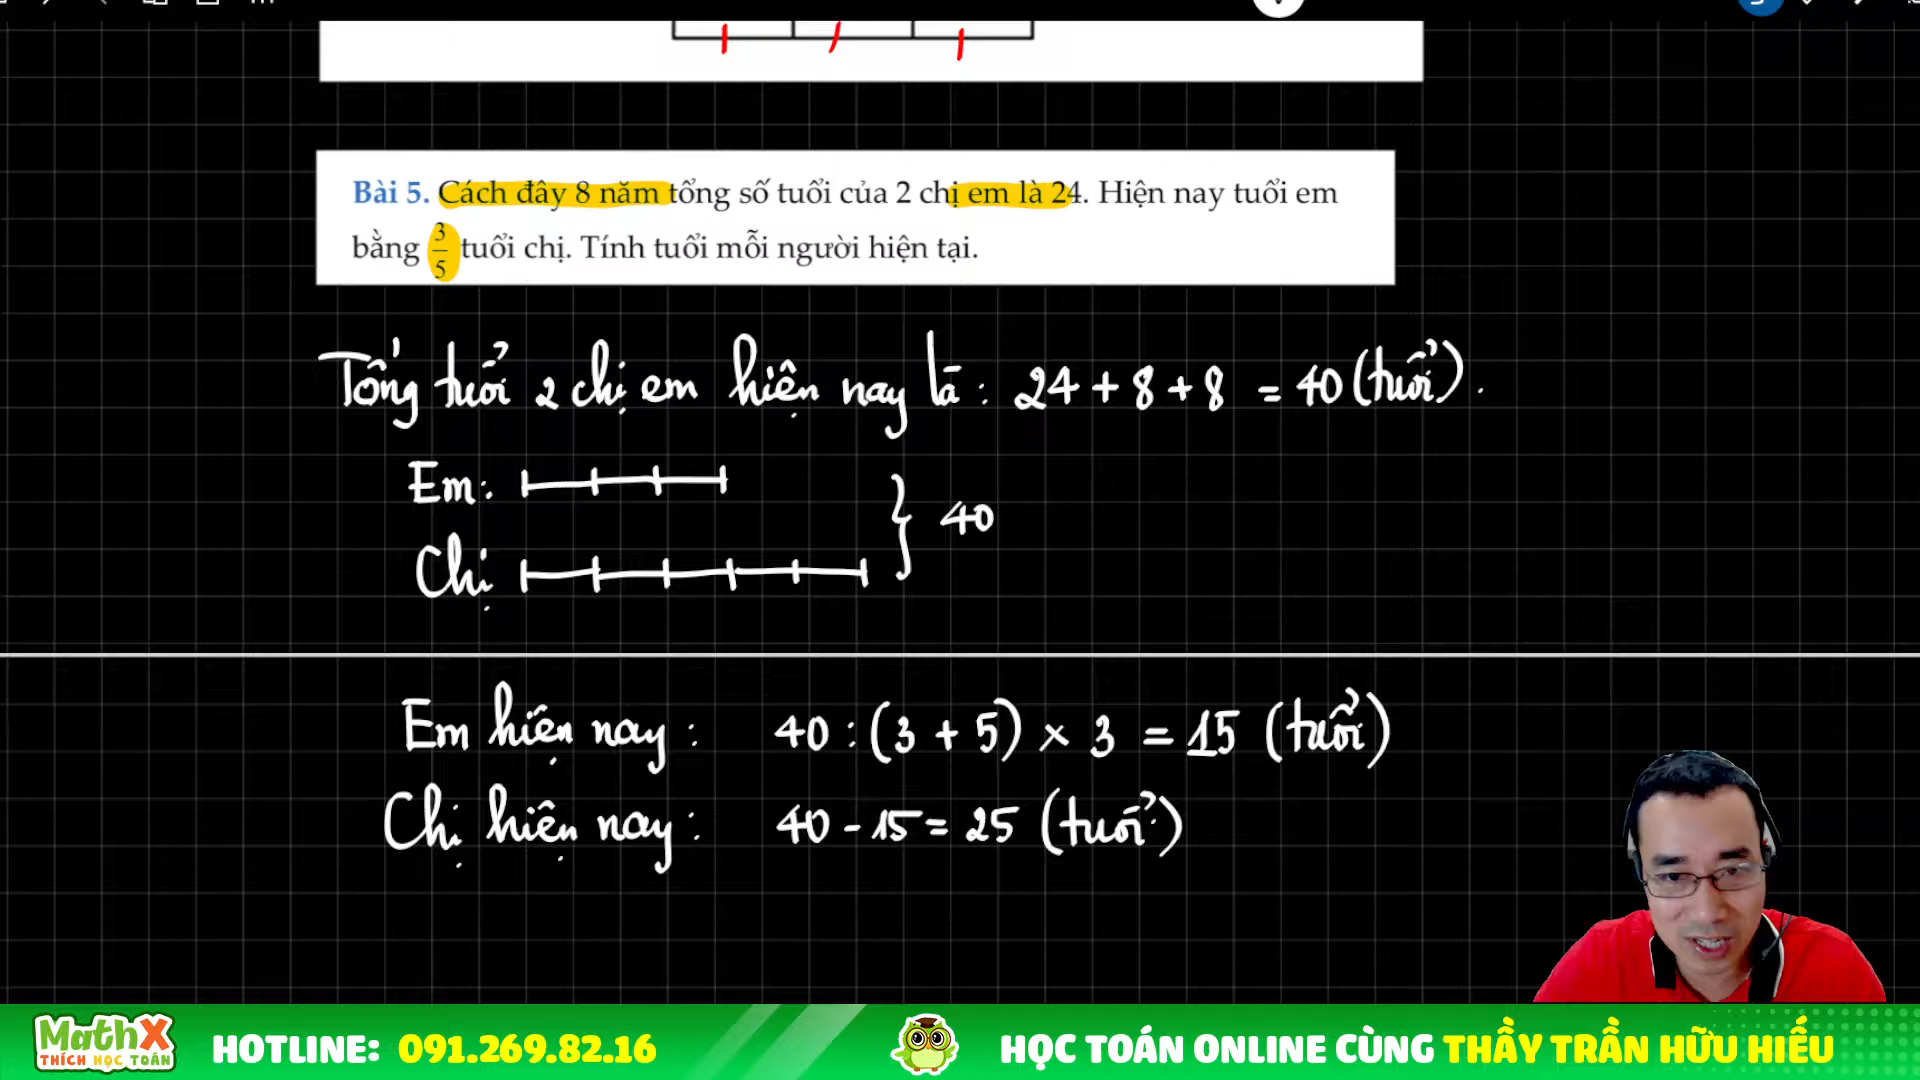 Bài 5. Cách đây 8 năm tổng số tuổi của 2 chị em là 24. Hiện nay tuổi em
bằng 3/5 tuổi chị. Tính tuổi mỗi người hiện tại.
Tổng tuổi 2 chị em hiện nay là: 24 + 8 + 8 = 40 (tuổi).
Em:
40
Chị
Em hiện nay: 40 : (3 + 5) × 3 = 15 (tuổi)
Chị hiện nay: 40 - 15 = 25 (tuổi)
MathX
THÍCH HỌC TOÁN
HOTLINE: 091.269.82.16
HỌC TOÁN ONLINE CÙNG THẦY TRẦN HỮU HIẾU